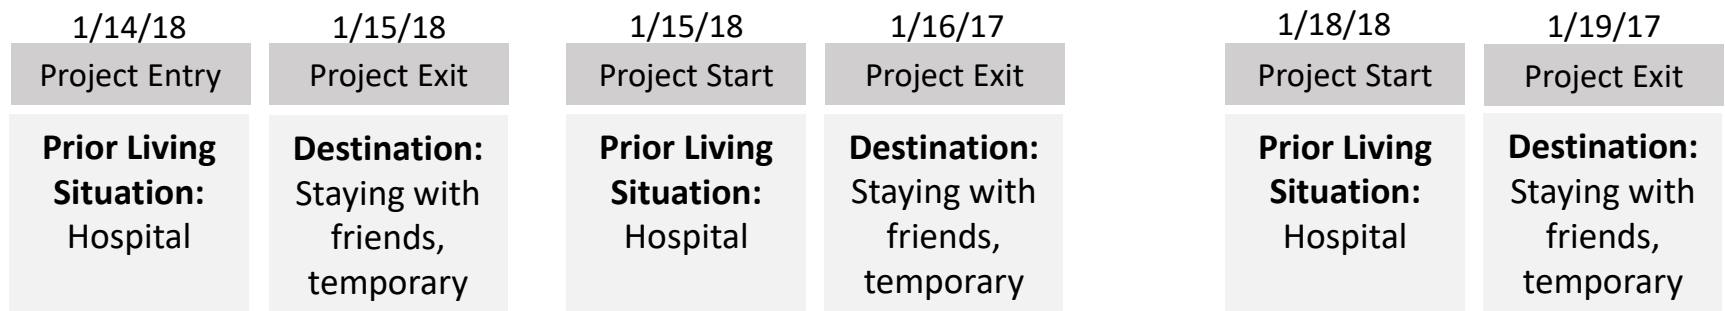 1/14/18
Project Entry
Prior Living
Situation:
Hospital
1/15/18
Project Exit
Destination:
Staying with
friends,
temporary
1/15/18
Project Start
Prior Living
Situation:
Hospital
1/16/17
Project Exit
Destination:
Staying with
friends,
temporary
1/18/18
Project Start
Prior Living
Situation:
Hospital
1/19/17
Project Exit
Destination:
Staying with
friends,
temporary